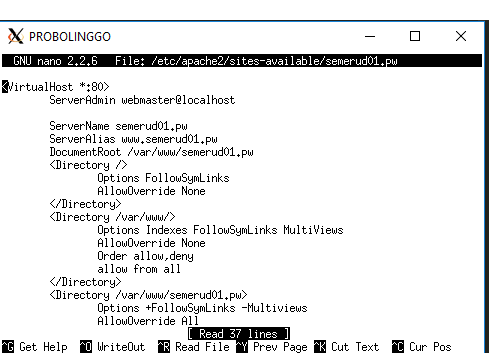 PROBOLINGGO
GNU nano 2.2.6 File: /etc/apache2/sites-available/semerud01.pw
<VirtualHost *:80>
ServerAdmin webmaster@localhost
ServerName semerud01.pw
ServerAlias www.semerud01.pw
DocumentRoot /var/www/semerud01.pw
<Directory />
Options FollowSymLinks
AllowOverride None
</Directory>
<Directory /var/www/>
Options Indexes FollowSymLinks MultiViews
AllowOverride None
Order allow,deny
allow from all
</Directory>
<Directory /var/www/semerud01.pw>
Options +FollowSymLinks -Multiviews
AllowOverride All
[ Read 37 lines ]
^G Get Help ^O WriteOut ^R Read File ^Y Prev Page ^K Cut Text ^C Cur Pos